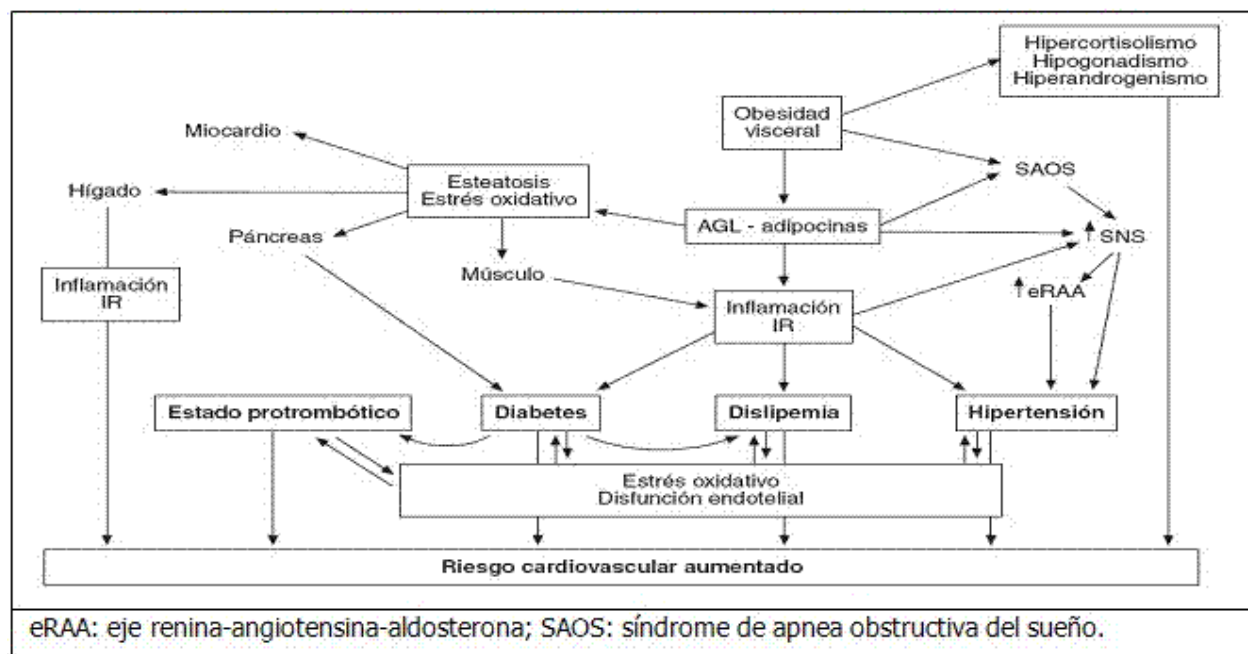 Hipercortisolismo
Hipogonadismo
Hiperandrogenismo
Obesidad
visceral
Miocardio
SAOS
Hígado
Esteatosis
Estrés oxidativo
AGL - adipocinas
SNS
Páncreas
Músculo
eRAA
Inflamación
IR
Inflamación
IR
Estado protrombótico
Diabetes
Dislipemia
Hipertensión
Estrés oxidativo
Disfunción endotelial
Riesgo cardiovascular aumentado
eRAA: eje renina-angiotensina-aldosterona; SAOS: síndrome de apnea obstructiva del sueño.